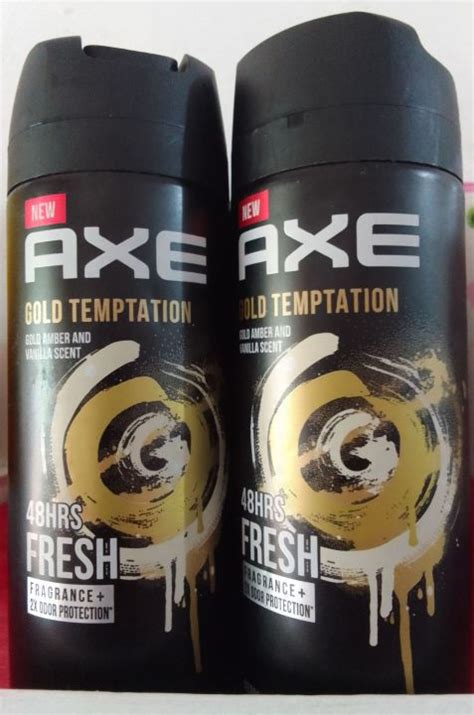 NEW
AXE
GOLD TEMPTATION
GOLD AMBER AND
VANILLA SCENT
48HRS
FRESH
FRAGRANCE +
2X ODOR PROTECTION*
NEW
AXE
GOLD TEMPTATION
GOLD AMBER AND
VANILLA SCENT
48HRS
FRESH
FRAGRANCE +
2X ODOR PROTECTION*